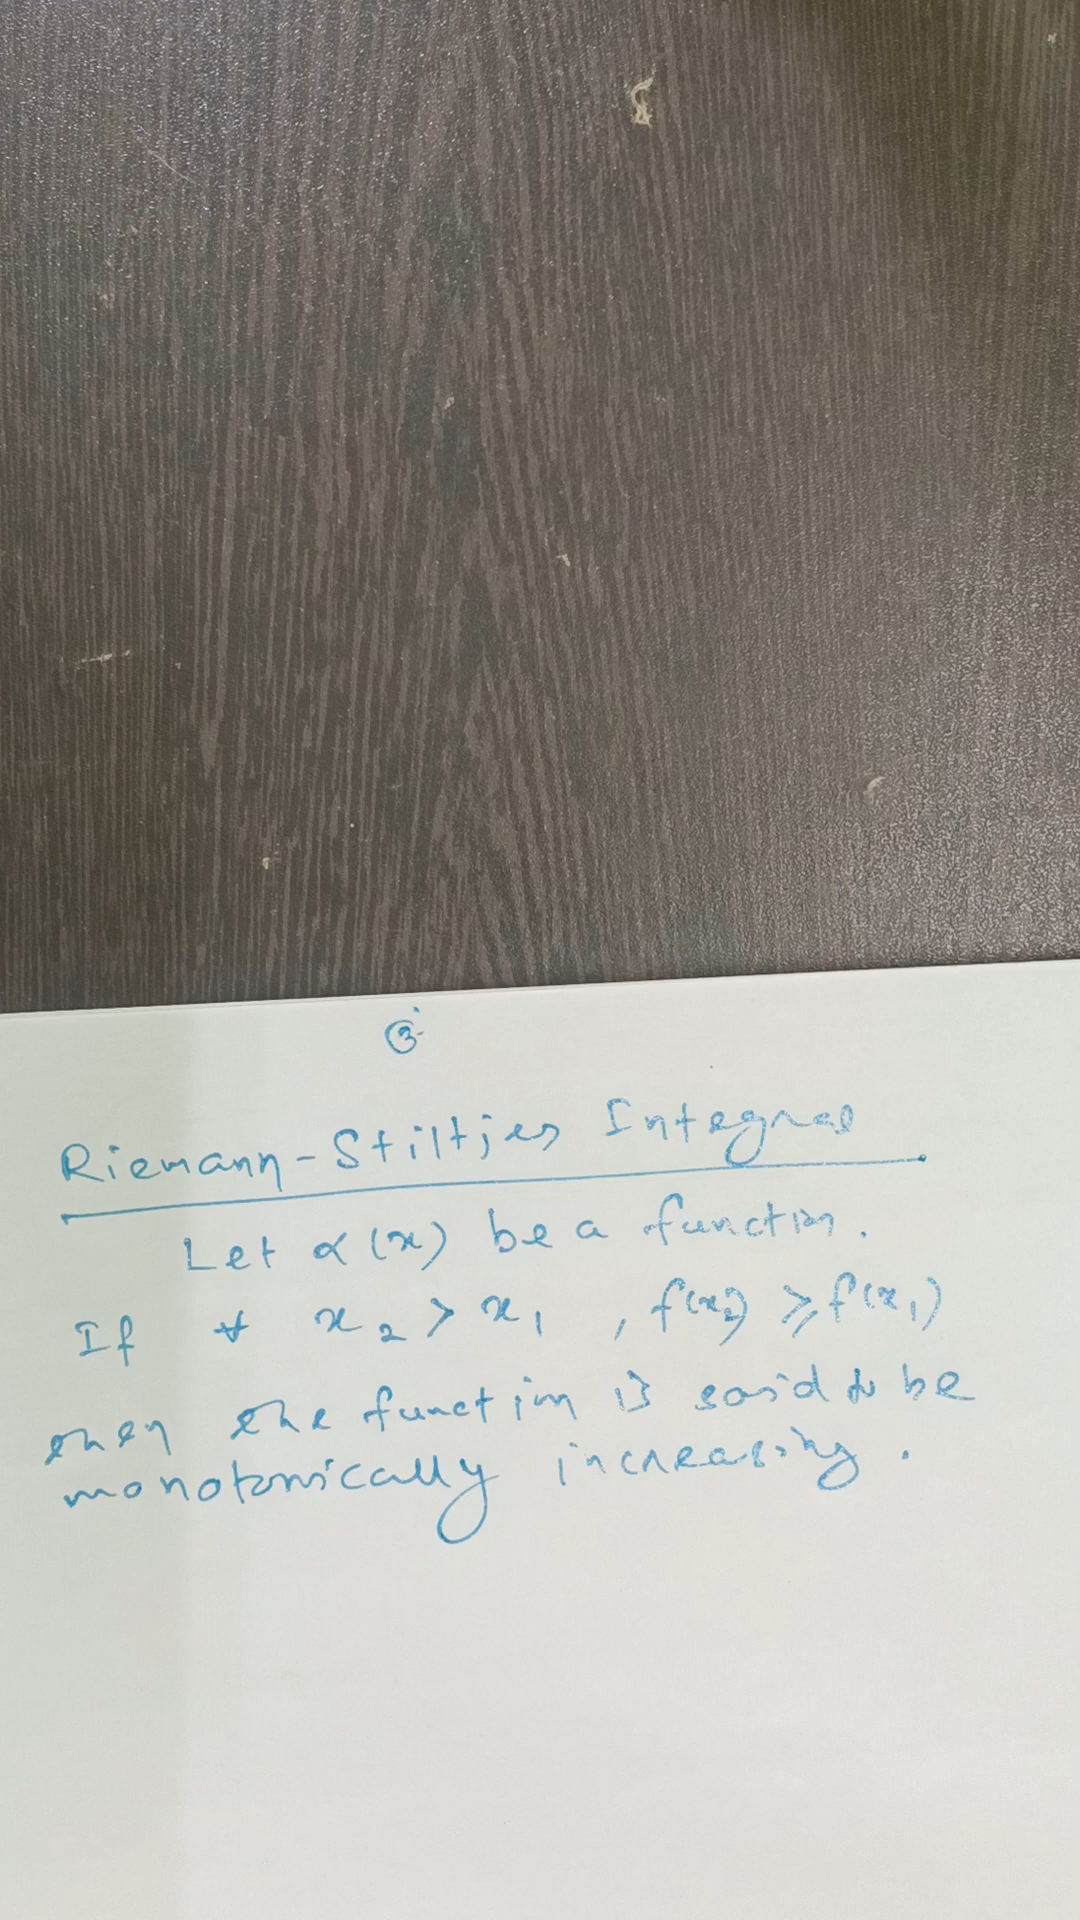 3
Riemann-Stiltjes Integral
Let α(x) be a function.
If ∀ x₂ > x₁, f(x₂) ≥ f(x₁)
then the function is said to be
monotonically increasing.